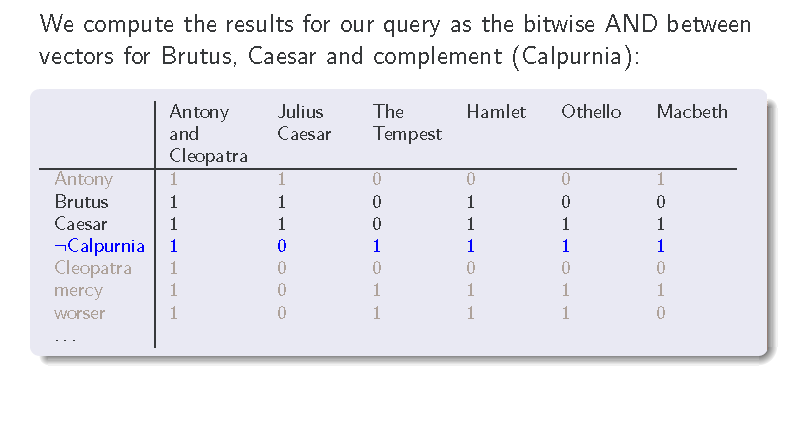 We compute the results for our query as the bitwise AND between
vectors for Brutus, Caesar and complement (Calpurnia):
Antony and Cleopatra Julius Caesar The Tempest Hamlet Othello Macbeth
Antony 1 1 0 0 0 1
Brutus 1 1 0 1 0 0
Caesar 1 1 0 1 1 1
¬Calpurnia 1 0 1 1 1 1
Cleopatra 1 0 0 0 0 0
mercy 1 0 1 1 1 1
worser 1 0 1 1 1 0
...